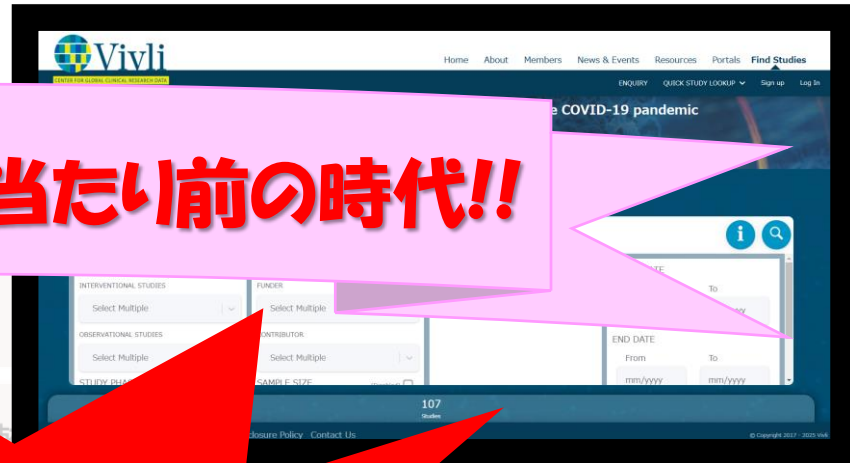 Vivli
CENTER FOR GLOBAL CLINICAL RESEARCH DATA
Home About Members News & Events Resources Portals Find Studies
ENQUIRY QUICK STUDY LOOKUP Sign up Log In
COVID-19 pandemic
当たり前の時代!!
INTERVENTIONAL STUDIES
FUNDER
To
Select Multiple
Select Multiple
OBSERVATIONAL STUDIES
CONTRIBUTOR
END DATE
Select Multiple
Select Multiple
From
To
STUDY
SAMPLE SIZE
mm/yyyy
mm/yyyy
107
Studies
Policy Contact Us
© Copyright 2017 - 2025 Vivli